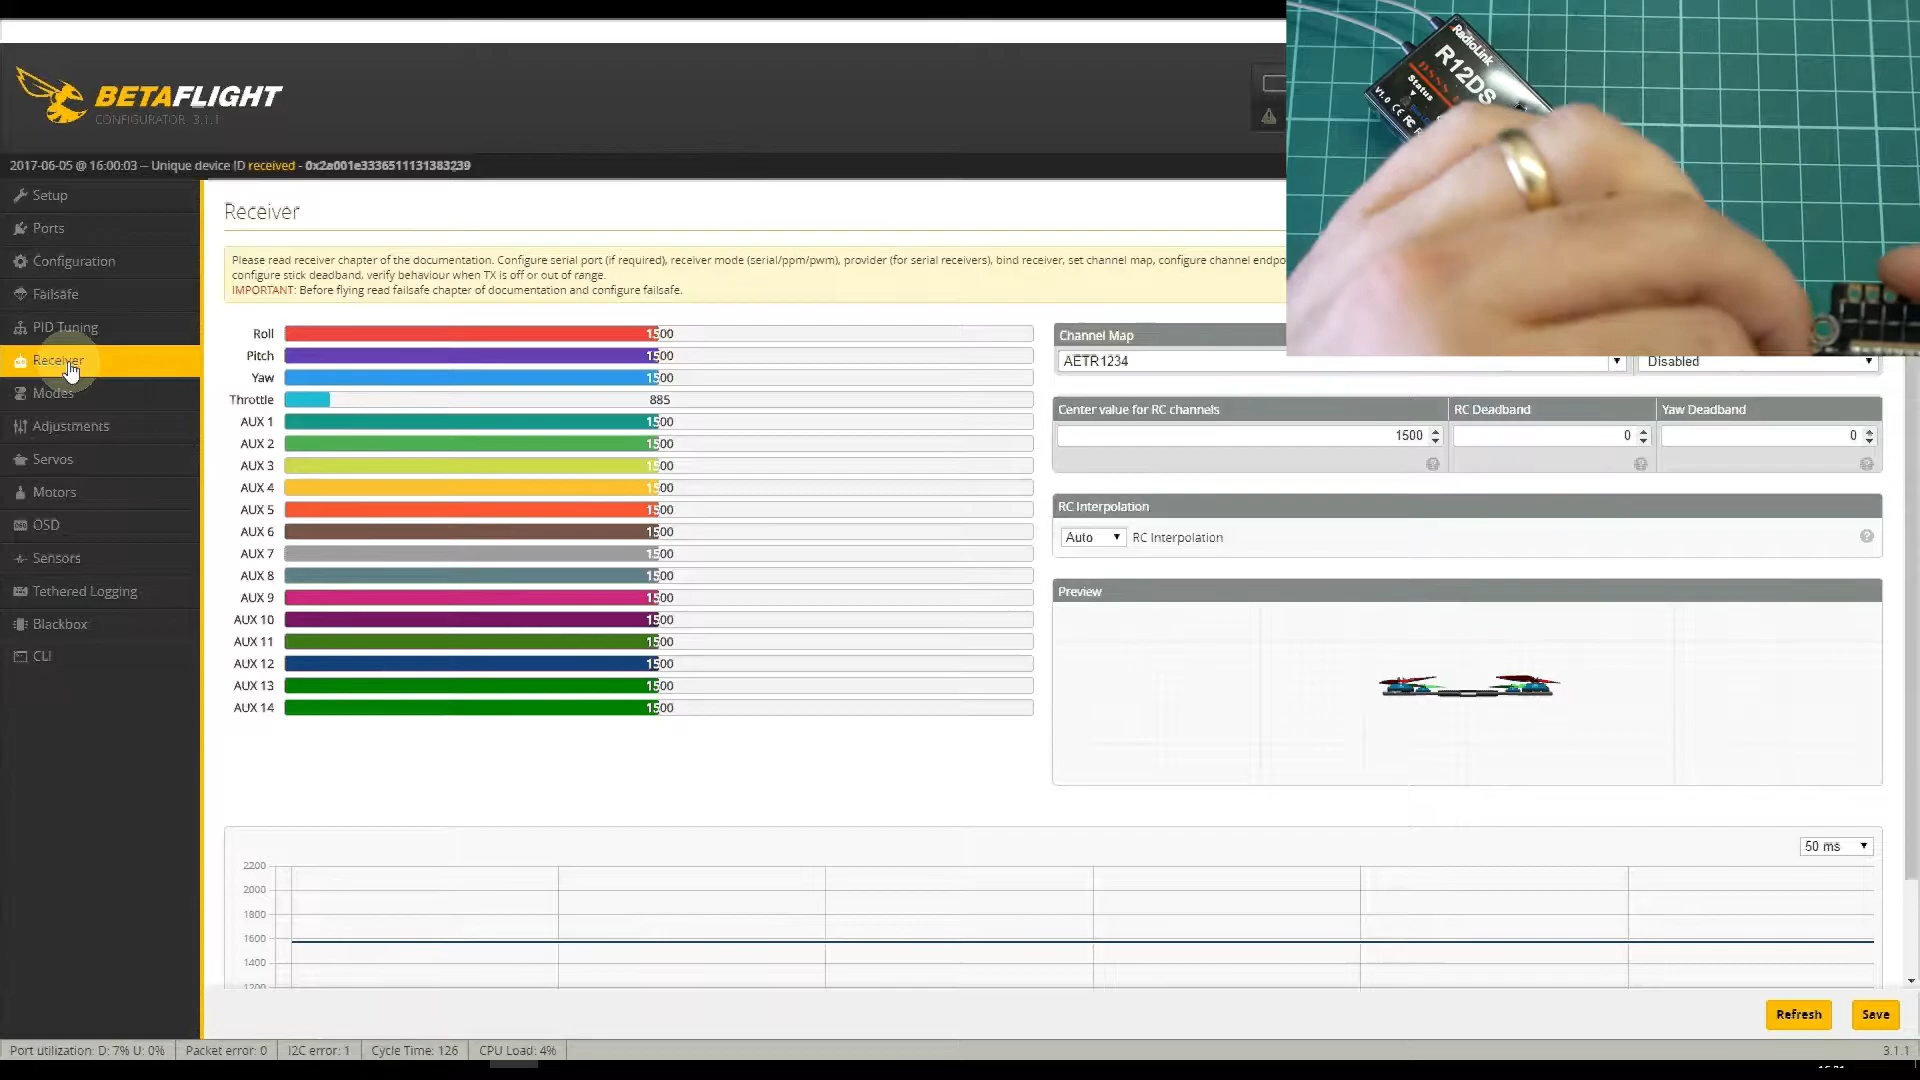 BETAFLIGHT
CONFIGURATOR 3.1.1
RadioLink
R12DS
Status
V1.0
2017-06-05 @ 16:00:03 -- Unique device ID received - 0x2a001e3336511131383239
Setup
Ports
Configuration
Failsafe
PID Tuning
Receiver
Modes
Adjustments
Servos
Motors
OSD
Sensors
Tethered Logging
Blackbox
CLI
Receiver
Please read receiver chapter of the documentation. Configure serial port (if required), receiver mode (serial/ppm/pwm), provider (for serial receivers), bind receiver, set channel map, configure channel
configure stick deadband, verify behaviour when TX is off or out of range.
IMPORTANT: Before flying read failsafe chapter of documentation and configure failsafe.
Roll 1500
Pitch 1500
Yaw 1500
Throttle 885
AUX 1 1500
AUX 2 1500
AUX 3 1500
AUX 4 1500
AUX 5 1500
AUX 6 1500
AUX 7 1500
AUX 8 1500
AUX 9 1500
AUX 10 1500
AUX 11 1500
AUX 12 1500
AUX 13 1500
AUX 14 1500
Channel Map
AETR1234 Disabled
Center value for RC channels RC Deadband Yaw Deadband
1500 0 0
RC Interpolation
Auto RC Interpolation
Preview
50 ms
2200
2000
1800
1600
1400
1200
Refresh Save
Port utilization: D: 7% U: 0% Packet error: 0 I2C error: 1 Cycle Time: 126 CPU Load: 4% 3.1.1